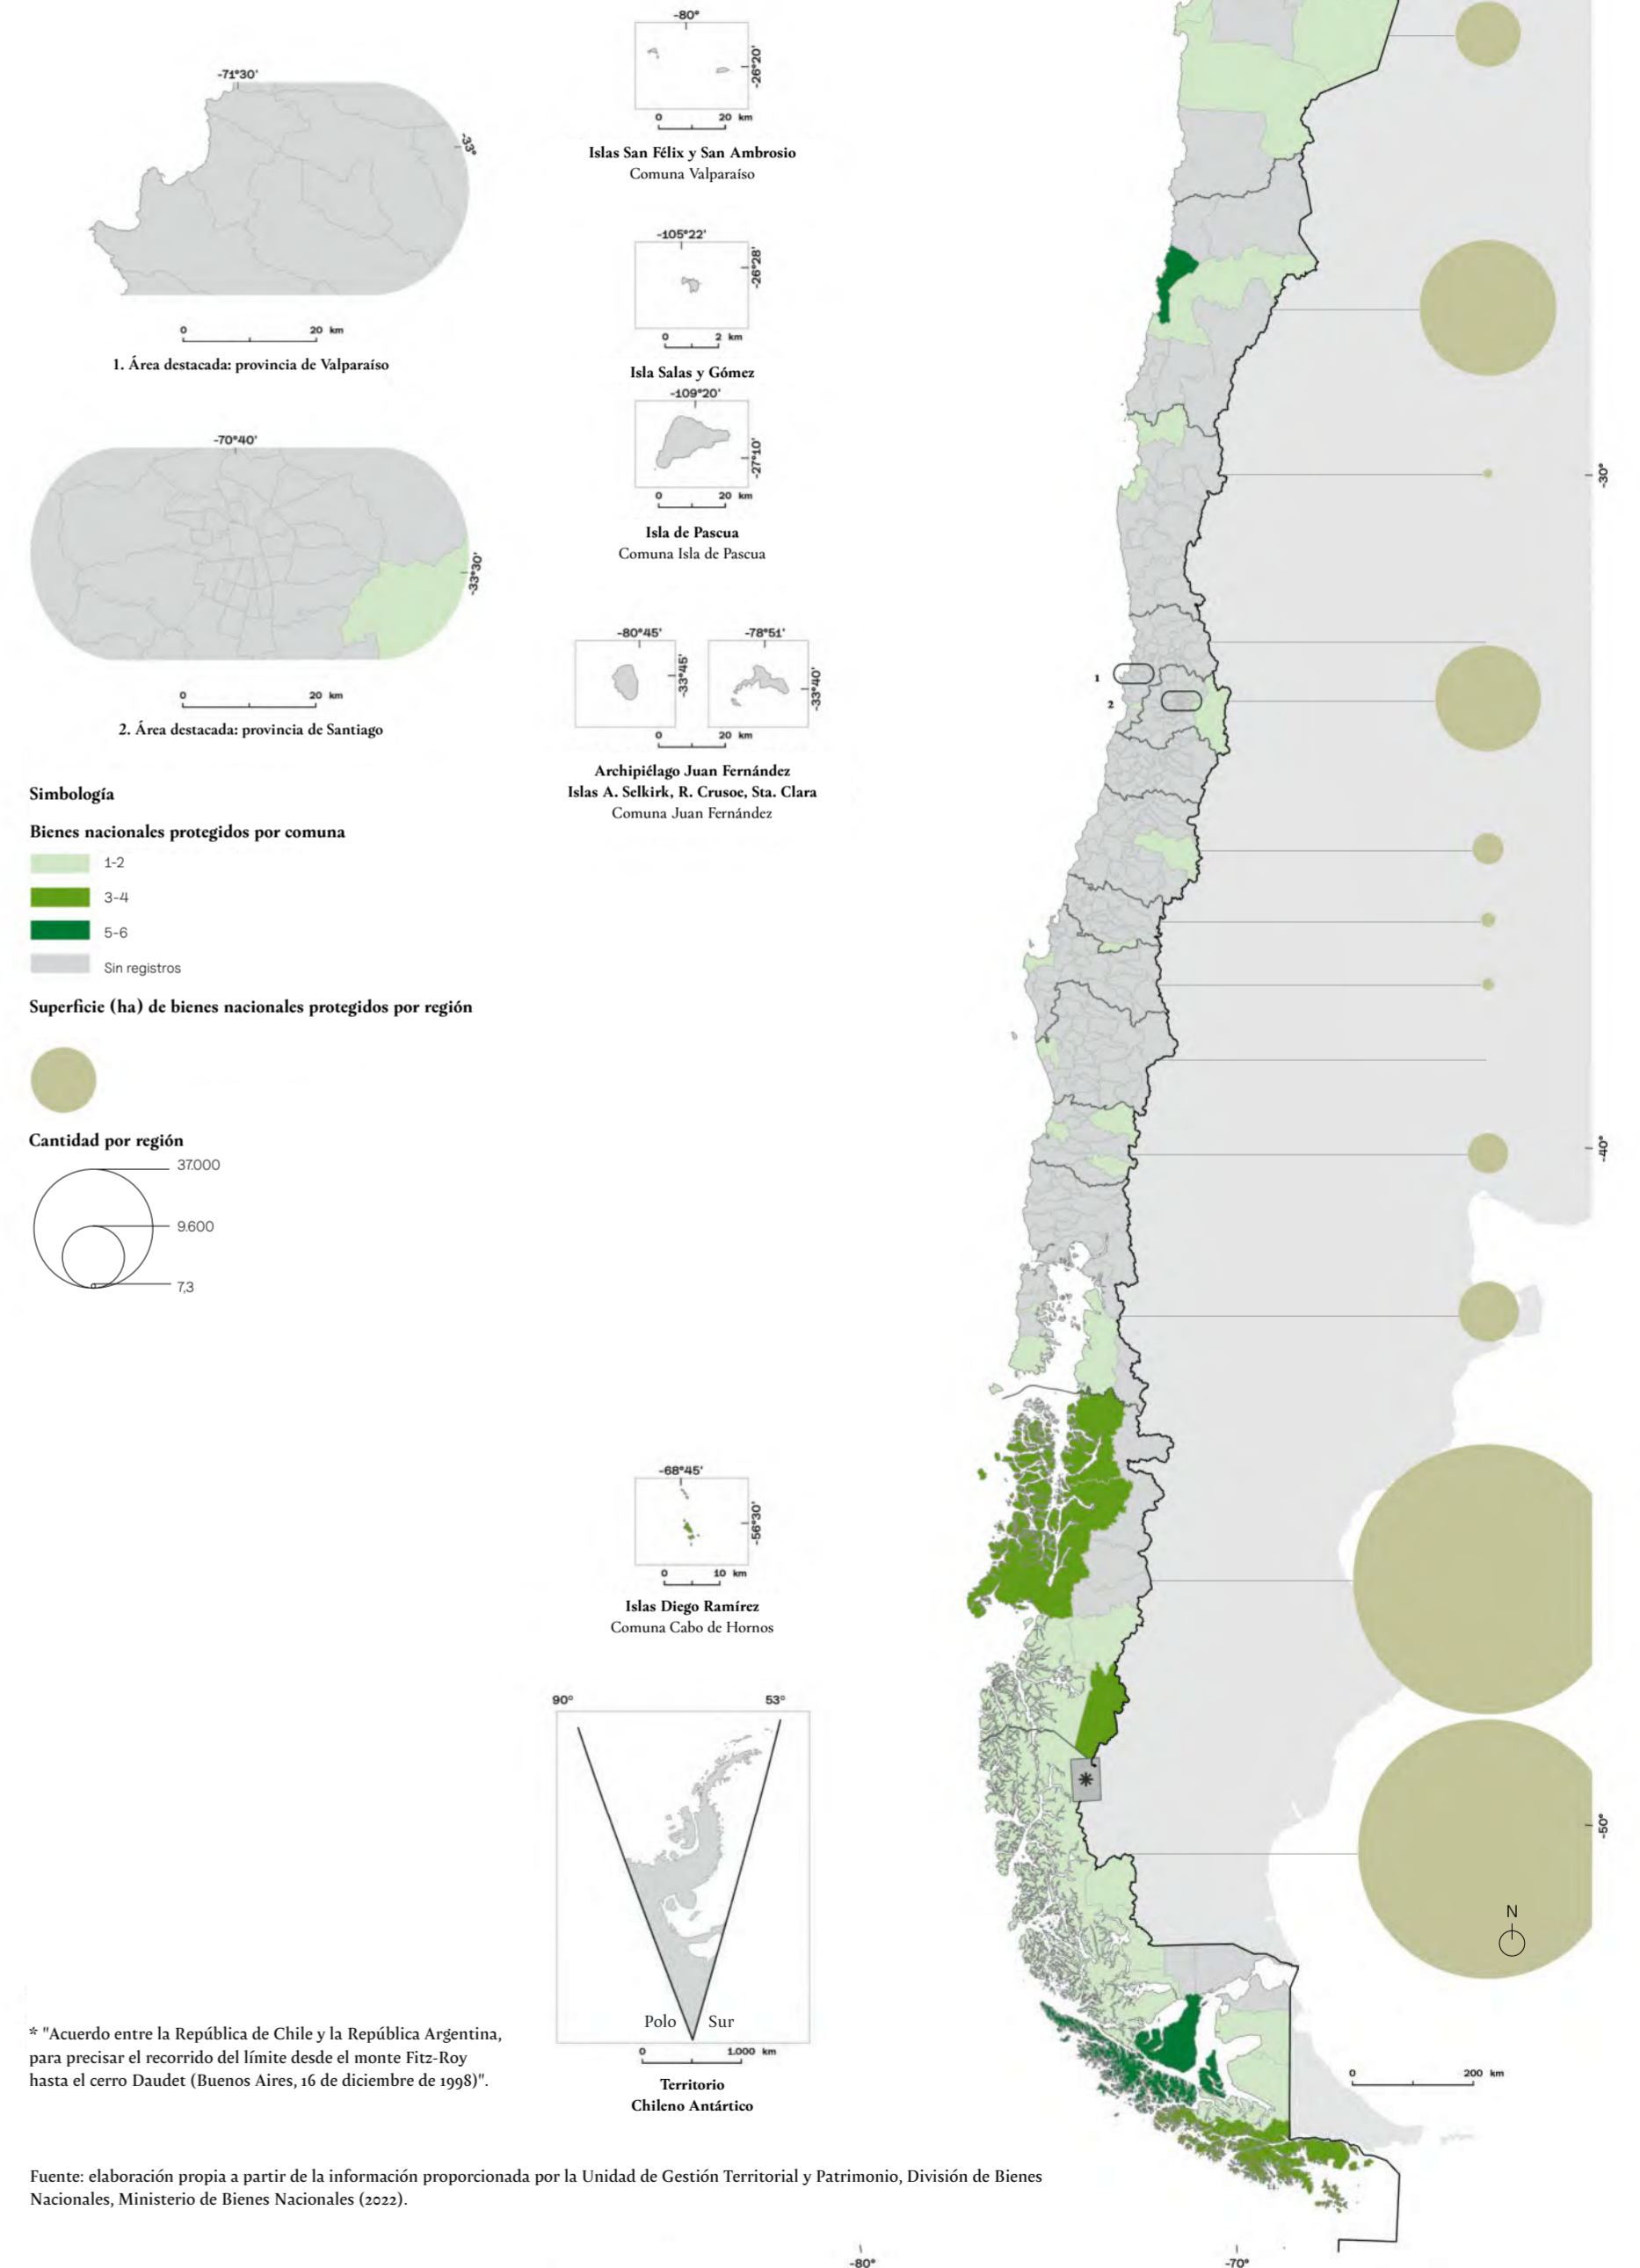 -71°30'
-33°
0 20 km
1. Área destacada: provincia de Valparaíso
-70°40'
-33°30'
0 20 km
2. Área destacada: provincia de Santiago
Simbología
Bienes nacionales protegidos por comuna
1-2
3-4
5-6
Sin registros
Superficie (ha) de bienes nacionales protegidos por región
Cantidad por región
37.000
9.600
7,3
-80°
-26°20'
0 20 km
Islas San Félix y San Ambrosio
Comuna Valparaíso
-105°22'
-26°28'
0 2 km
Isla Salas y Gómez
-109°20'
-27°10'
0 20 km
Isla de Pascua
Comuna Isla de Pascua
-80°45'
-33°45'
-78°51'
-33°40'
0 20 km
Archipiélago Juan Fernández
Islas A. Selkirk, R. Crusoe, Sta. Clara
Comuna Juan Fernández
-68°45'
-56°30'
0 10 km
Islas Diego Ramírez
Comuna Cabo de Hornos
90° 53°
Polo Sur
0 1.000 km
Territorio
Chileno Antártico
1
2
*
-30°
-40°
-50°
N
0 200 km
-80° -70°
* "Acuerdo entre la República de Chile y la República Argentina,
para precisar el recorrido del límite desde el monte Fitz-Roy
hasta el cerro Daudet (Buenos Aires, 16 de diciembre de 1998)".
Fuente: elaboración propia a partir de la información proporcionada por la Unidad de Gestión Territorial y Patrimonio, División de Bienes
Nacionales, Ministerio de Bienes Nacionales (2022).